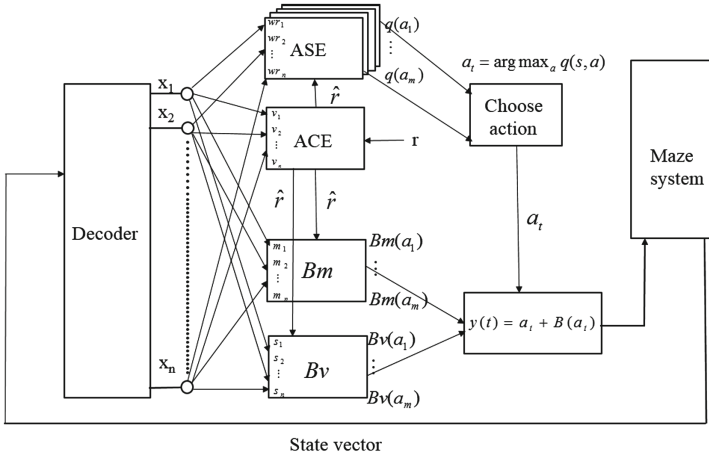 wr₁
wr₂
⋮
wrₙ
ASE
q(a₁)
⋮
q(aₘ)
aₜ = arg maxₐ q(s, a)
x₁
x₂
xₙ
r̂
v₁
v₂
⋮
vₙ
ACE
r
Choose
action
Maze
system
Decoder
r̂
r̂
aₜ
m₁
m₂
⋮
mₙ
Bm
Bm(a₁)
⋮
Bm(aₘ)
y(t) = aₜ + B(aₜ)
s₁
s₂
⋮
sₙ
Bv
Bv(a₁)
⋮
Bv(aₘ)
State vector